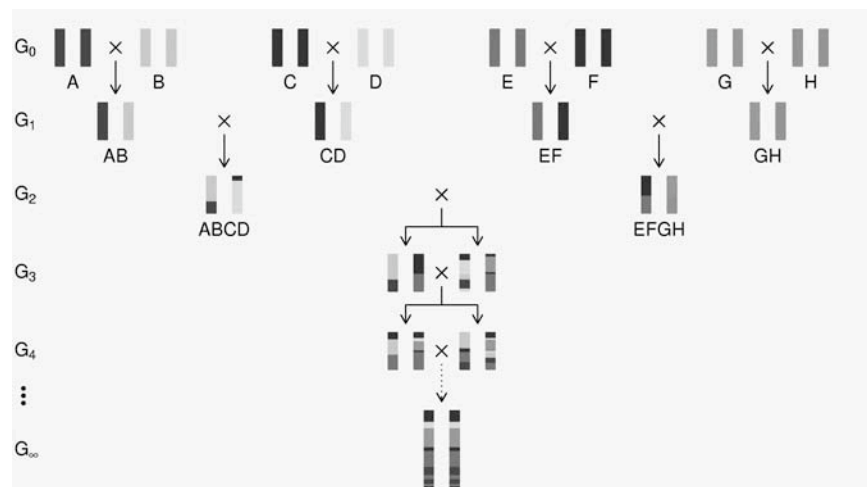 G₀ × × × ×
A B C D E F G H
G₁ × ×
AB CD EF GH
G₂ ×
ABCD EFGH
G₃ ×
G₄ ×
G∞